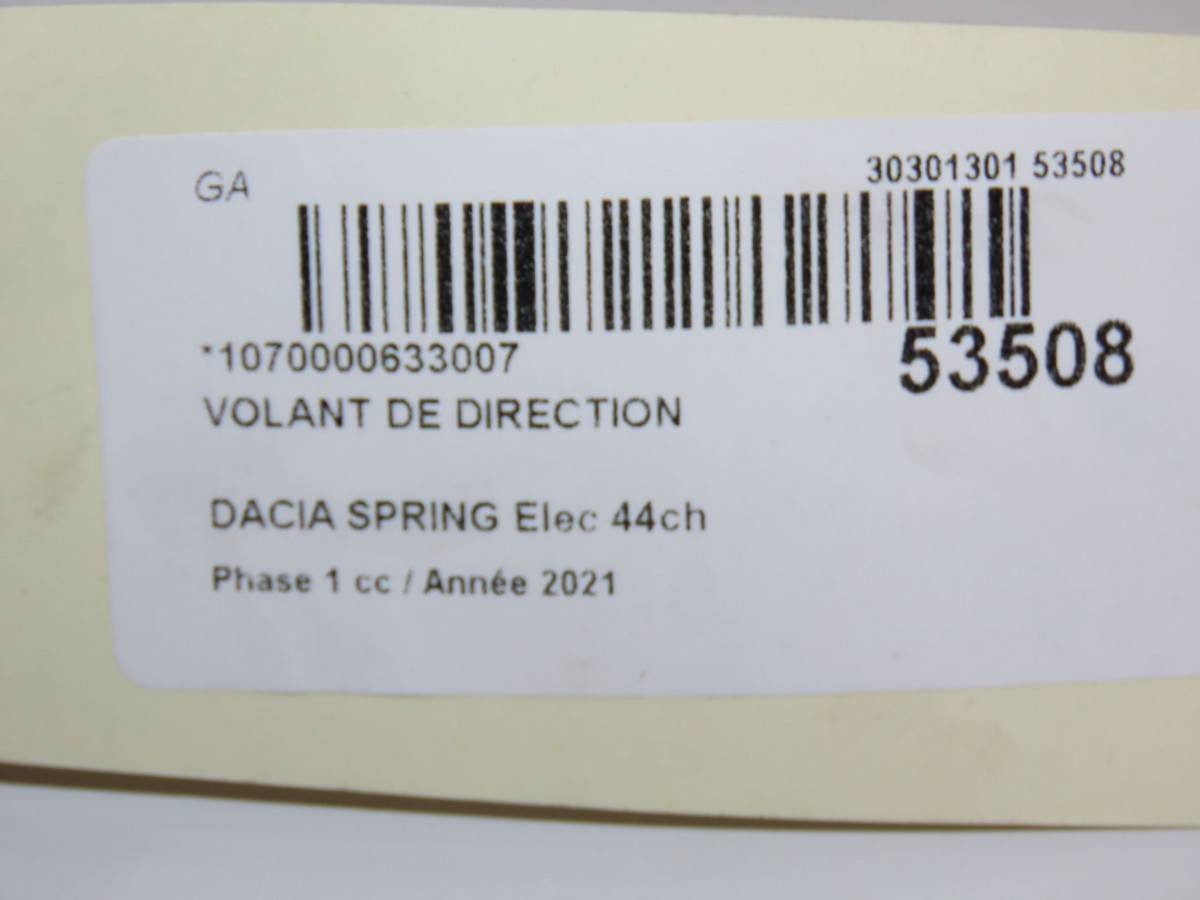 GA
30301301 53508
*1070000633007
53508
VOLANT DE DIRECTION
DACIA SPRING Elec 44ch
Phase 1 cc / Année 2021